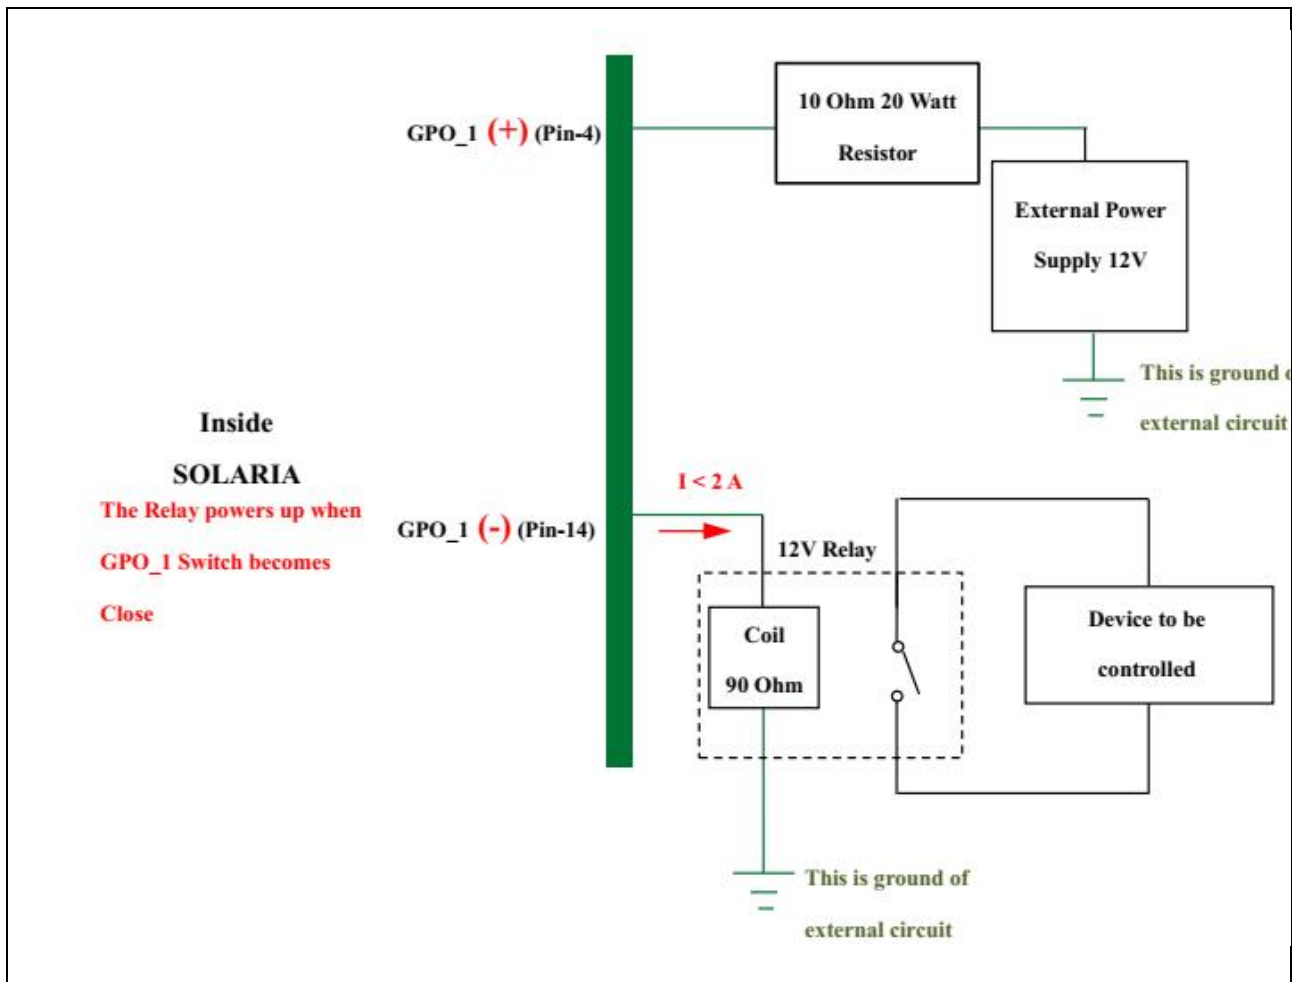 10 Ohm 20 Watt
Resistor
GPO_1 (+) (Pin-4)
External Power
Supply 12V
This is ground
external circuit
Inside
SOLARIA
The Relay powers up when
GPO_1 Switch becomes
Close
I < 2 A
GPO_1 (-) (Pin-14)
12V Relay
Coil
90 Ohm
Device to be
controlled
This is ground of
external circuit